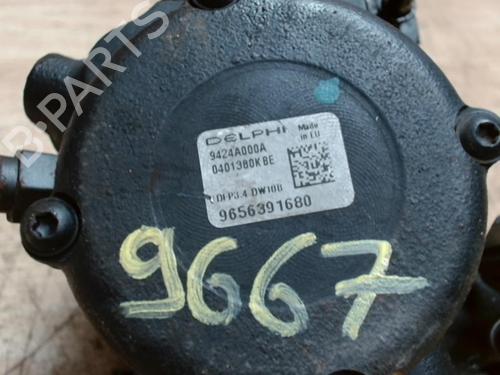 DELPHI
Made in EU
9424A000A
0401380KBE
DFP3.4 DW10B
9656391680
9667
B-PARTS